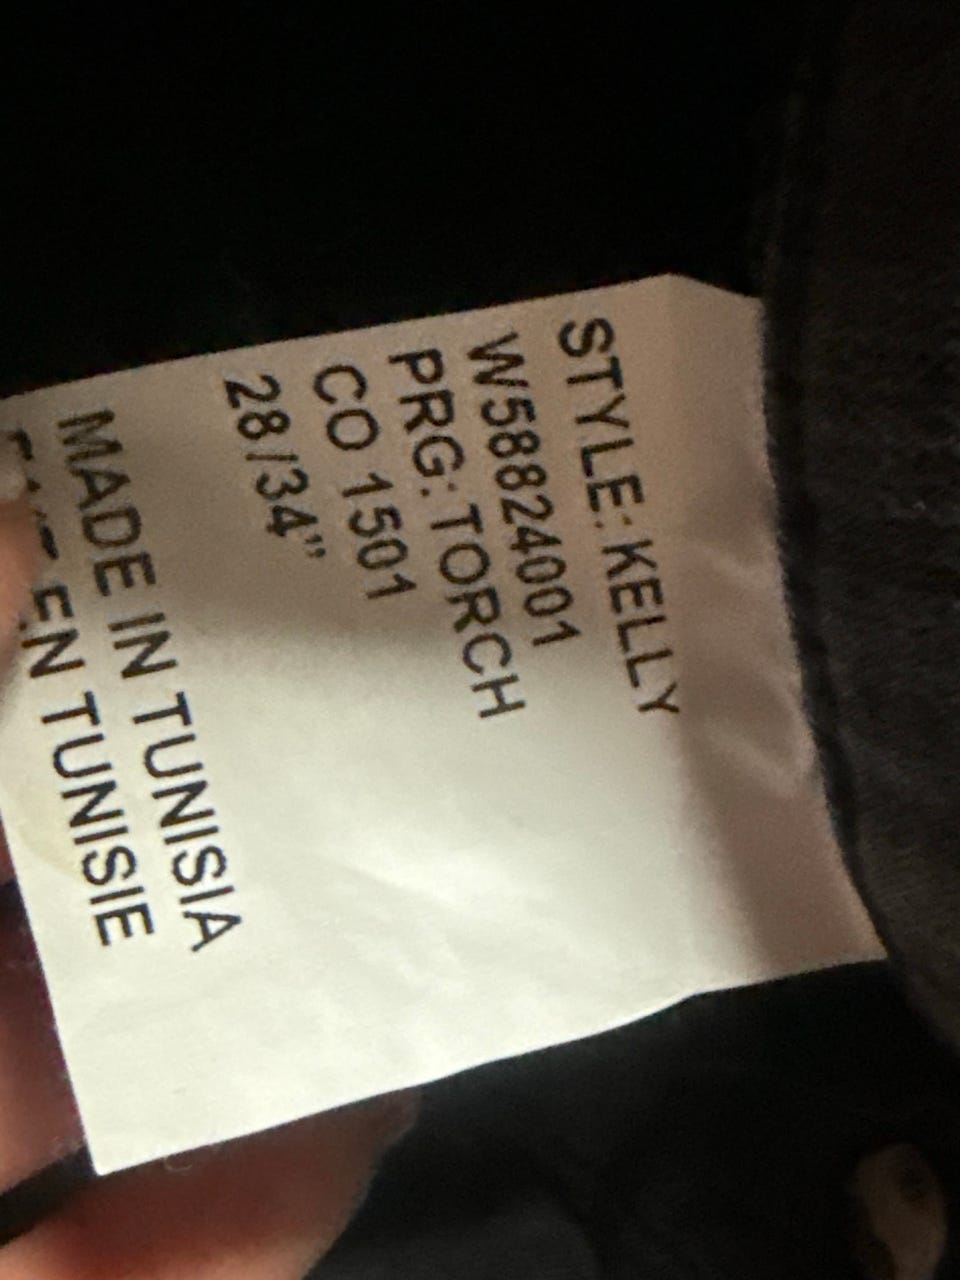 STYLE: KELLY
W58824001
PRG: TORCH
CO 1501
28/34"
MADE IN TUNISIA
EN TUNISIE